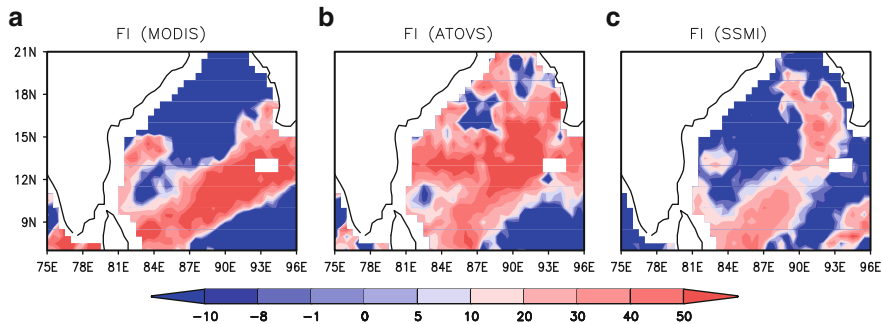 a b c
FI (MODIS) FI (ATOVS) FI (SSMI)
21N
18N
15N
12N
9N
75E 78E 81E 84E 87E 90E 93E 96E 75E 78E 81E 84E 87E 90E 93E 96E 75E 78E 81E 84E 87E 90E 93E 96E
-10 -8 -1 0 5 10 20 30 40 50